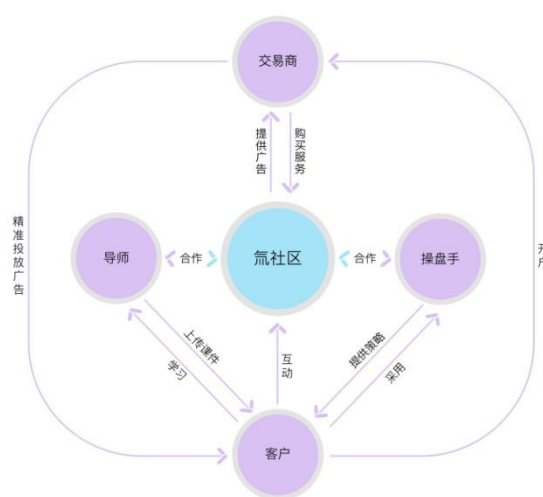 交易商
提供广告
购买服务
精准投放广告
开户
导师
合作
氚社区
合作
操盘手
上传课件
学习
互动
提供策略
采用
客户